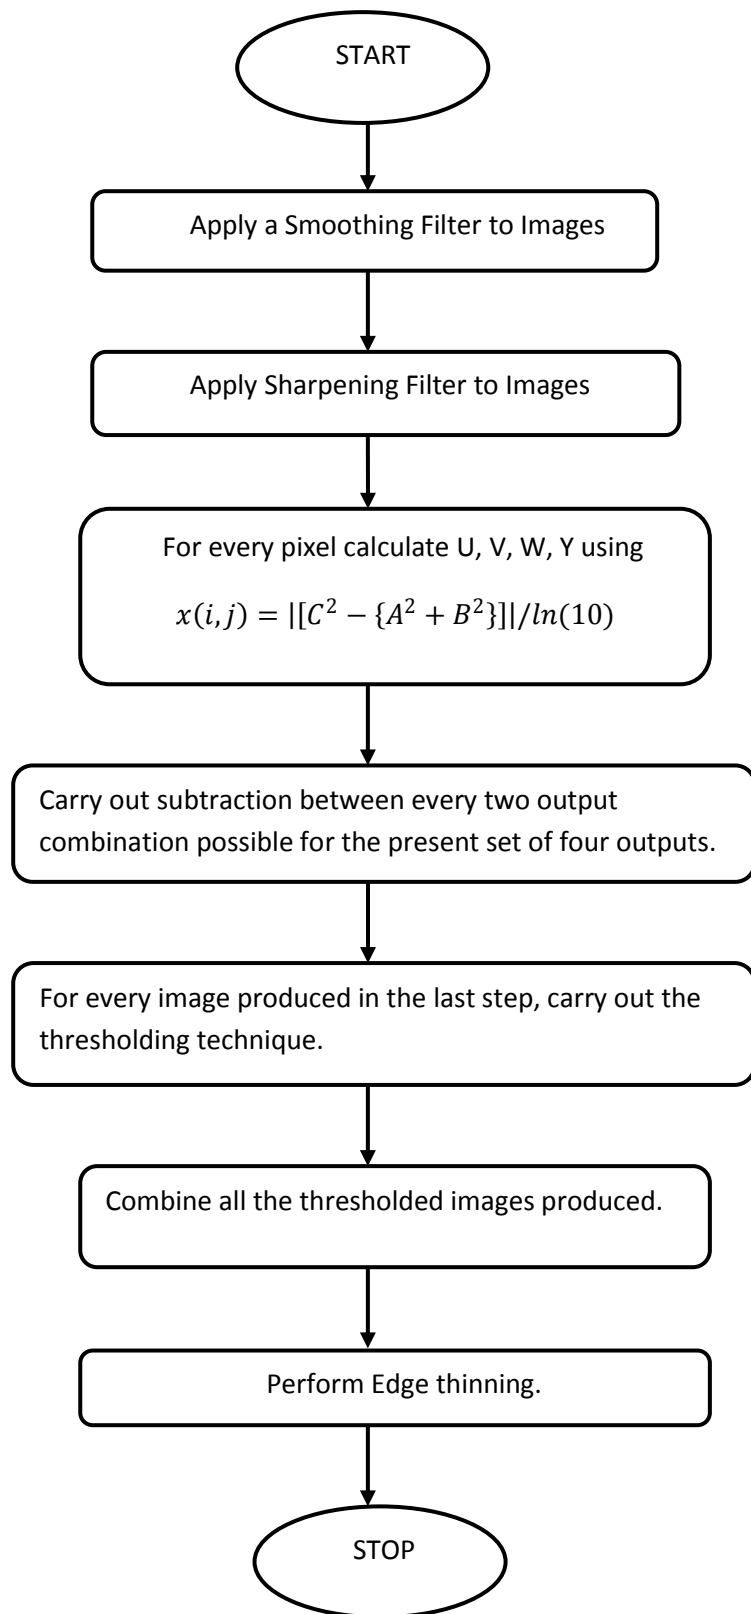 START
Apply a Smoothing Filter to Images
Apply Sharpening Filter to Images
For every pixel calculate U, V, W, Y using
x(i, j) = |[C² − {A² + B²}]|/ln(10)
Carry out subtraction between every two output
combination possible for the present set of four outputs.
For every image produced in the last step, carry out the
thresholding technique.
Combine all the thresholded images produced.
Perform Edge thinning.
STOP